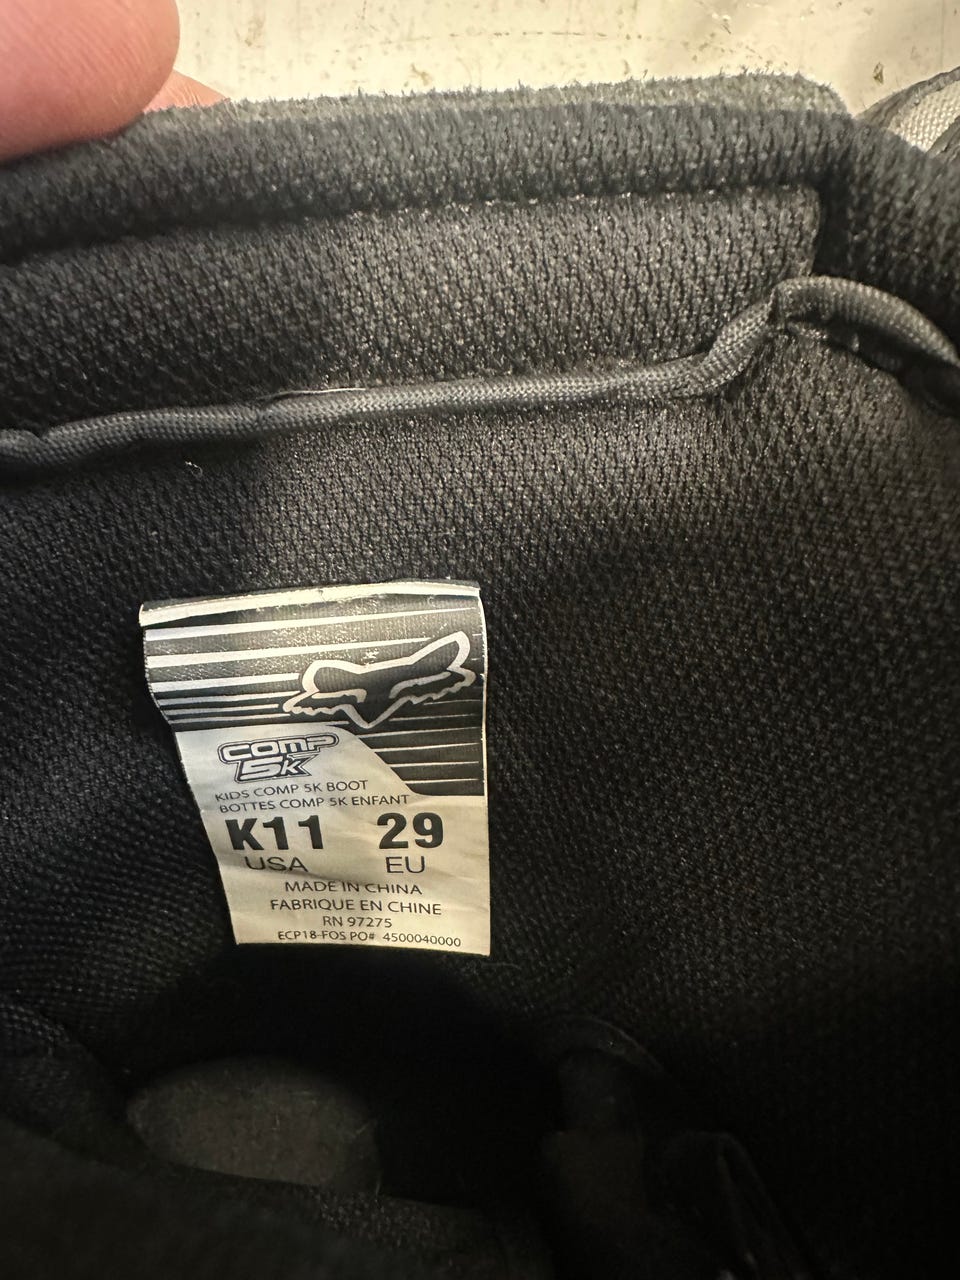 COMP
5K
KIDS COMP 5K BOOT
BOTTES COMP 5K ENFANT
K11 29
USA EU
MADE IN CHINA
FABRIQUE EN CHINE
RN 97275
ECP18-FOS PO# 4500040000